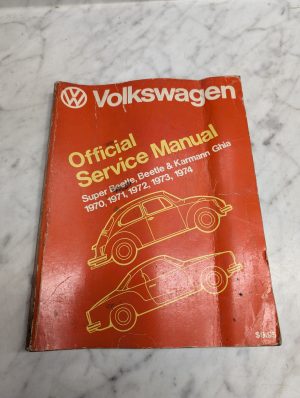 Volkswagen
Official
Service Manual
Super Beetle, Beetle & Karmann Ghia
1970, 1971, 1972, 1973, 1974